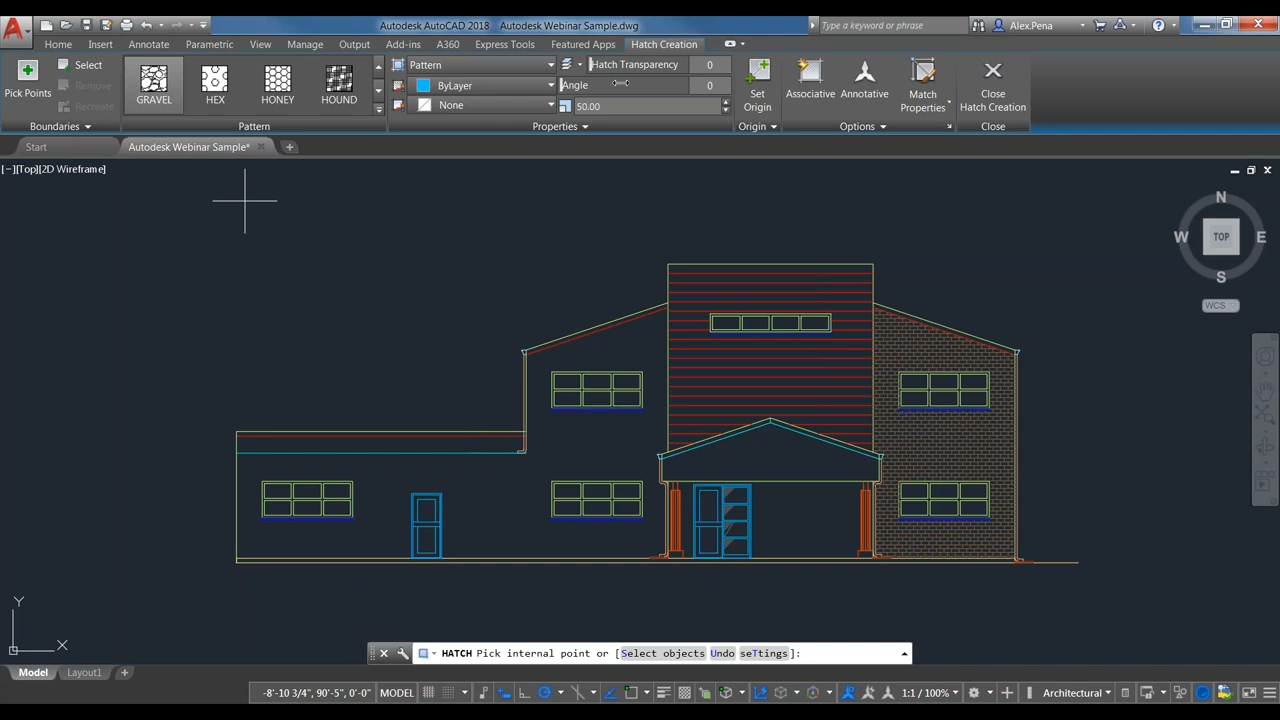 Autodesk AutoCAD 2018 Autodesk Webinar Sample.dwg
Type a keyword or phrase
Alex.Pena
Home Insert Annotate Parametric View Manage Output Add-ins A360 Express Tools Featured Apps Hatch Creation
Pick Points
Select
Remove
Recreate
Boundaries
GRAVEL HEX HONEY HOUND
Pattern
Pattern
ByLayer
None
Hatch Transparency 0
Angle 0
50.00
Properties
Set Origin
Origin
Associative Annotative Match Properties
Options
Close Hatch Creation
Close
Start Autodesk Webinar Sample*
[−][Top][2D Wireframe]
N
W TOP E
S
WCS
Y
X
HATCH Pick internal point or [Select objects Undo seTtings]:
Model Layout1
-8'-10 3/4", 90'-5", 0'-0" MODEL 1:1 / 100% Architectural